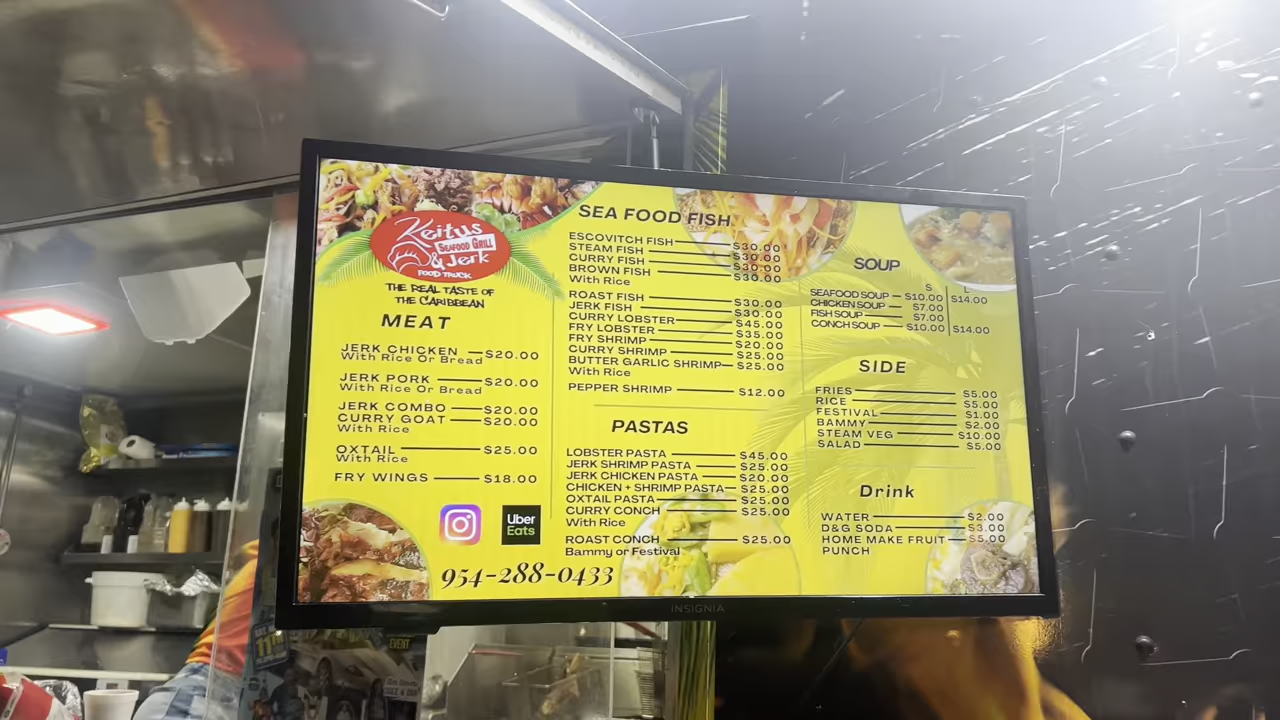 Keitus
SEAFOOD GRILL
& Jerk
FOOD TRUCK
THE REAL TASTE OF
THE CARIBBEAN
MEAT
JERK CHICKEN $20.00
With Rice Or Bread
JERK PORK $20.00
With Rice Or Bread
JERK COMBO $20.00
CURRY GOAT $20.00
With Rice
OXTAIL $25.00
With Rice
FRY WINGS $18.00
Uber
Eats
954-288-0433
SEA FOOD FISH
ESCOVITCH FISH $30.00
STEAM FISH $30.00
CURRY FISH $30.00
BROWN FISH $30.00
With Rice
ROAST FISH $30.00
JERK FISH $30.00
CURRY LOBSTER $45.00
FRY LOBSTER $35.00
FRY SHRIMP $20.00
CURRY SHRIMP $25.00
BUTTER GARLIC SHRIMP $25.00
With Rice
PEPPER SHRIMP $12.00
PASTAS
LOBSTER PASTA $45.00
JERK SHRIMP PASTA $25.00
JERK CHICKEN PASTA $20.00
CHICKEN + SHRIMP PASTA $25.00
OXTAIL PASTA $25.00
CURRY CONCH $25.00
With Rice
ROAST CONCH $25.00
Bammy or Festival
SOUP
S L
SEAFOOD SOUP $10.00 $14.00
CHICKEN SOUP $7.00
FISH SOUP $7.00
CONCH SOUP $10.00 $14.00
SIDE
FRIES $5.00
RICE $5.00
FESTIVAL $1.00
BAMMY $2.00
STEAM VEG $10.00
SALAD $5.00
Drink
WATER $2.00
D&G SODA $3.00
HOME MAKE FRUIT $5.00
PUNCH
INSIGNIA
EVENT